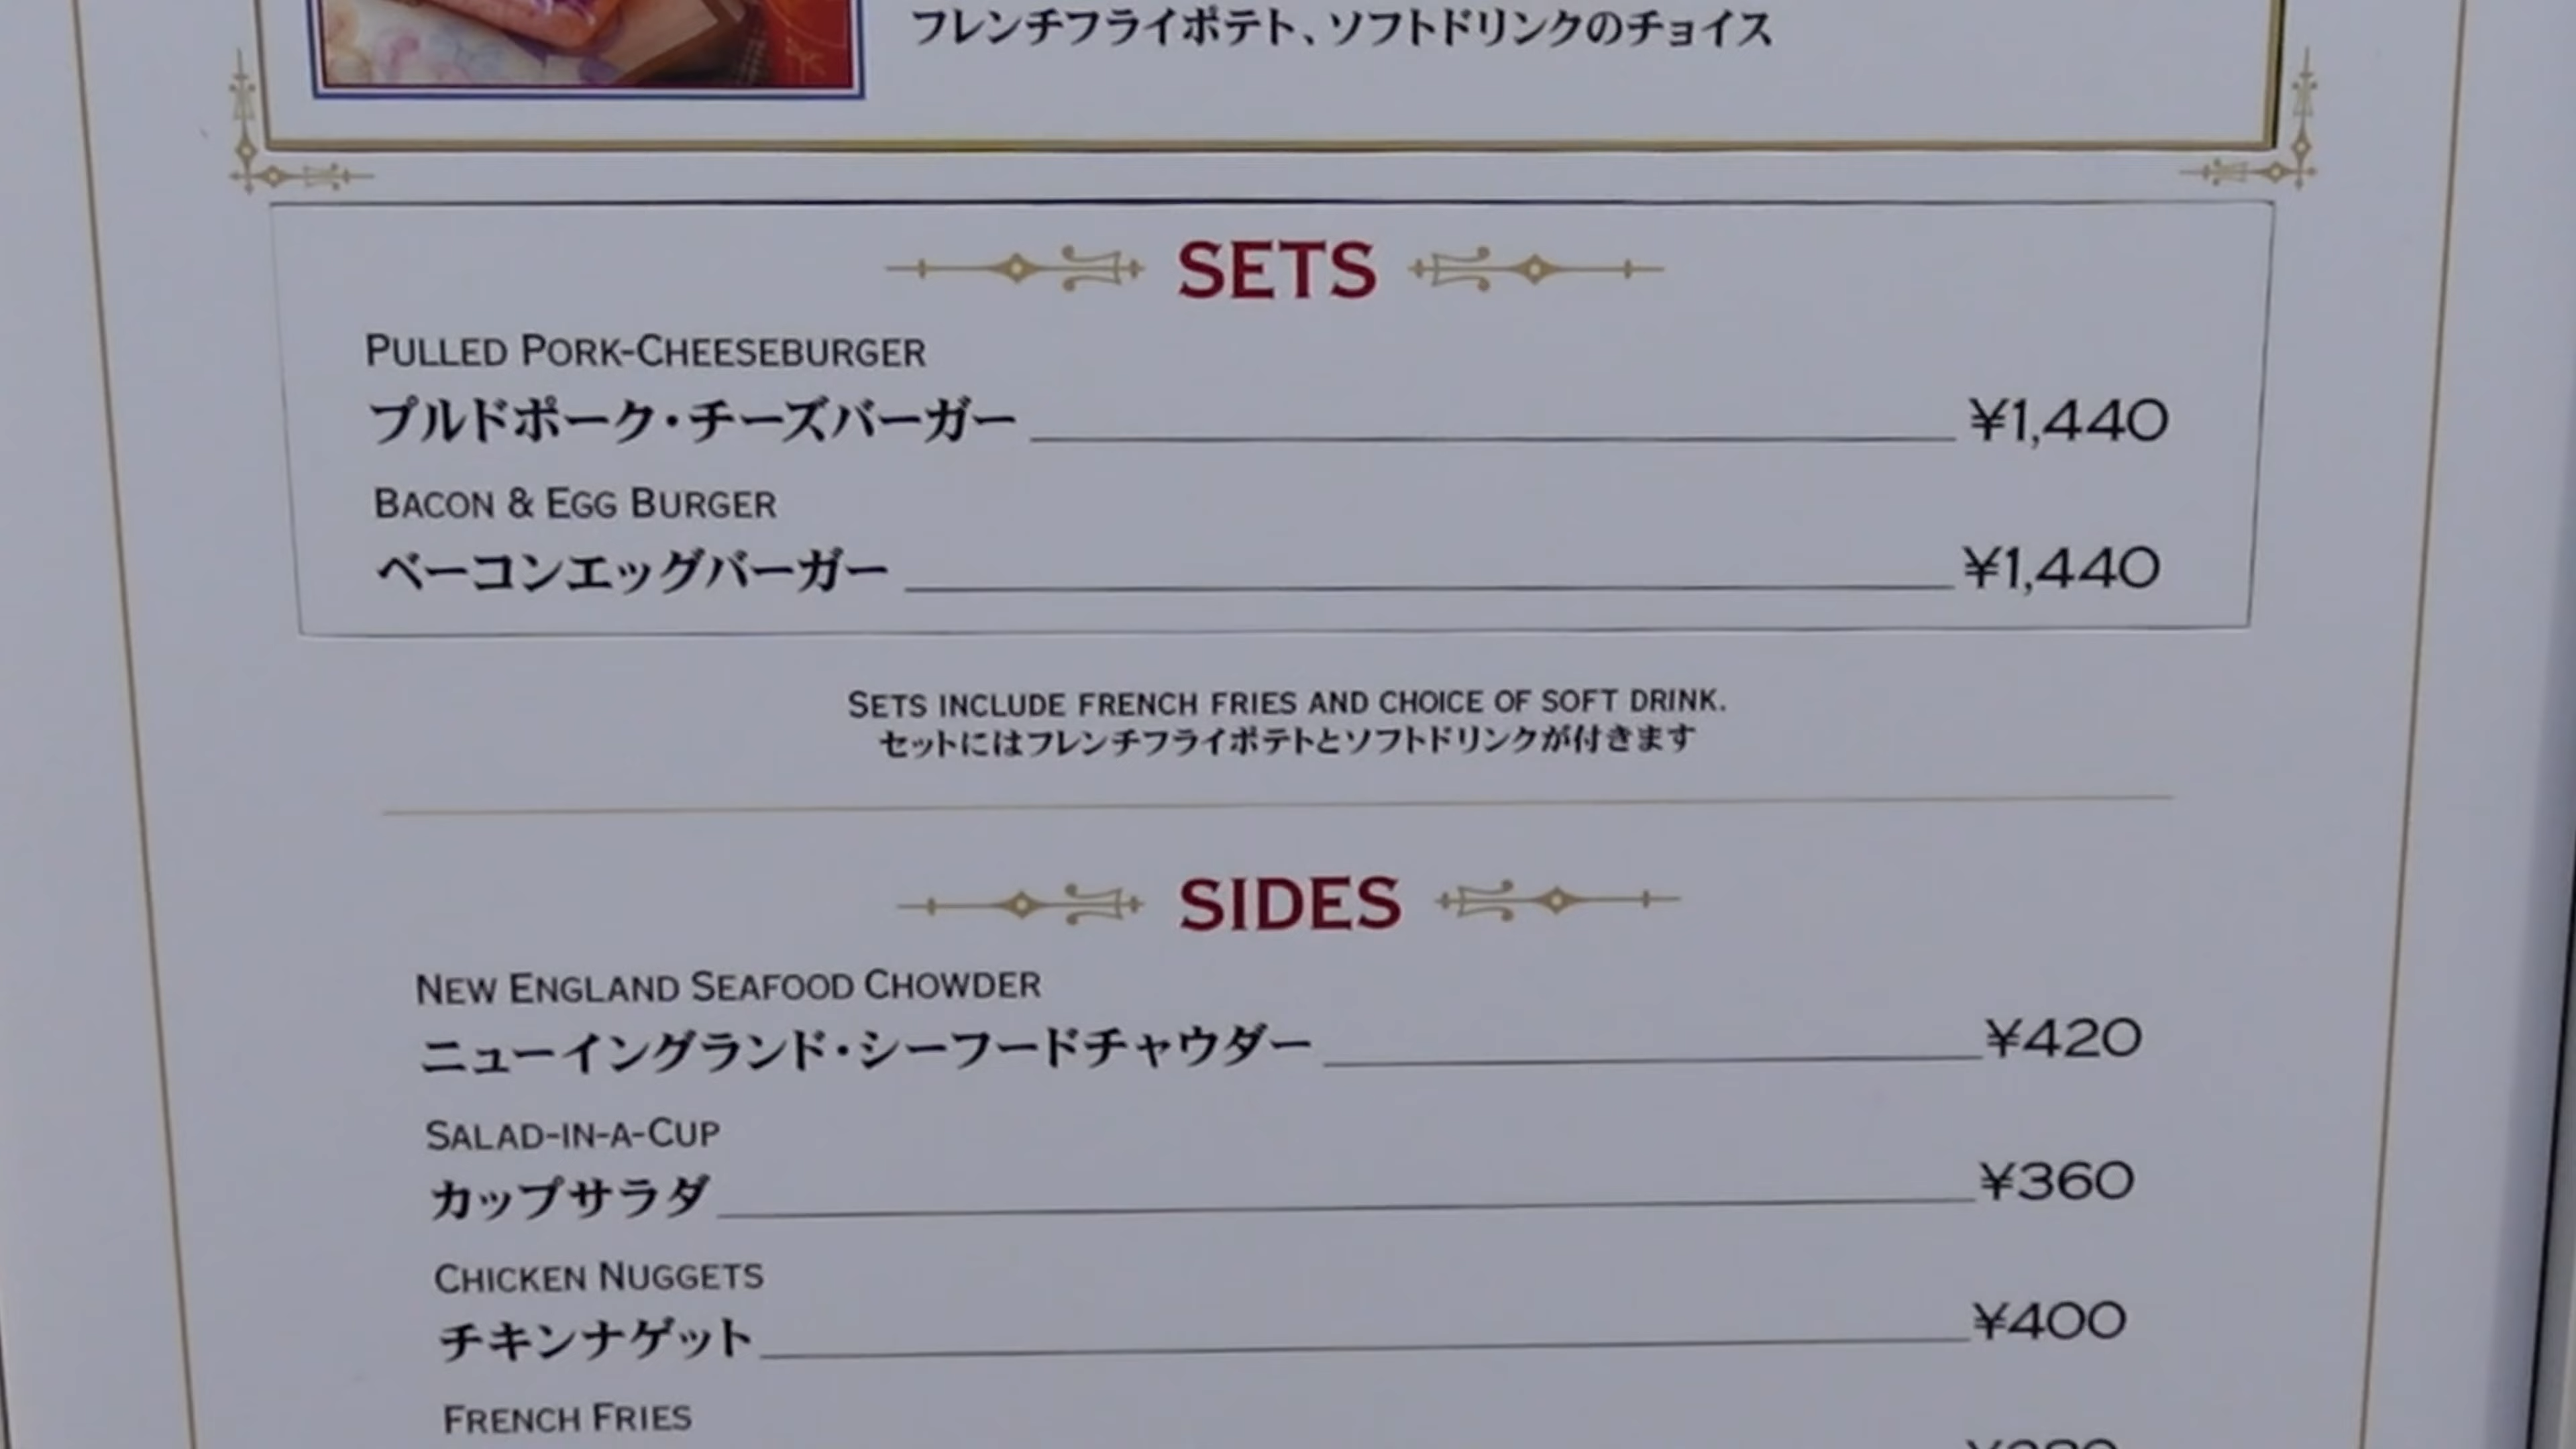 フレンチフライポテト、ソフトドリンクのチョイス
SETS
PULLED PORK-CHEESEBURGER
プルドポーク・チーズバーガー ¥1,440
BACON & EGG BURGER
ベーコンエッグバーガー ¥1,440
SETS INCLUDE FRENCH FRIES AND CHOICE OF SOFT DRINK.
セットにはフレンチフライポテトとソフトドリンクが付きます
SIDES
NEW ENGLAND SEAFOOD CHOWDER
ニューイングランド・シーフードチャウダー ¥420
SALAD-IN-A-CUP
カップサラダ ¥360
CHICKEN NUGGETS
チキンナゲット ¥400
FRENCH FRIES